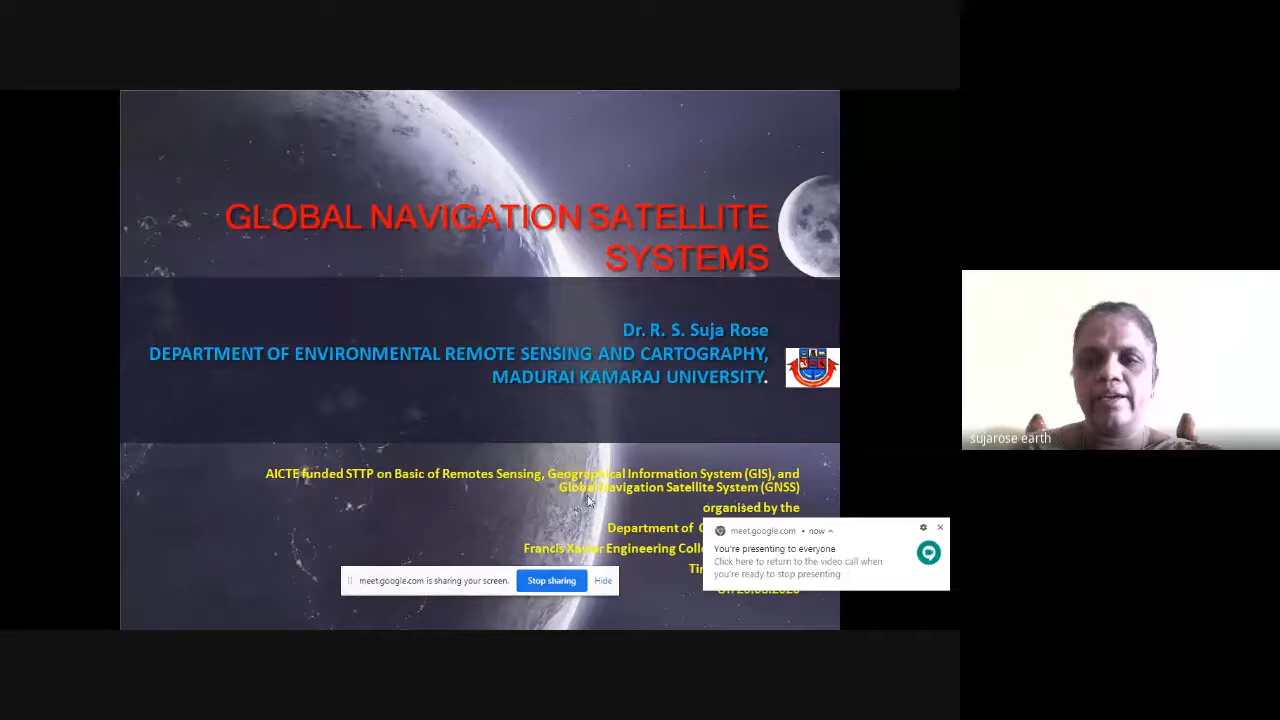 GLOBAL NAVIGATION SATELLITE
SYSTEMS
Dr. R. S. Suja Rose
DEPARTMENT OF ENVIRONMENTAL REMOTE SENSING AND CARTOGRAPHY,
MADURAI KAMARAJ UNIVERSITY.
AICTE funded STTP on Basic of Remotes Sensing, Geographical Information System (GIS), and
Global Navigation Satellite System (GNSS)
organised by the
Department of
Francis Xavier Engineering
meet.google.com is sharing your screen.
Stop sharing
Hide
meet.google.com • now
You're presenting to everyone
Click here to return to the video call when
you're ready to stop presenting
sujarose earth